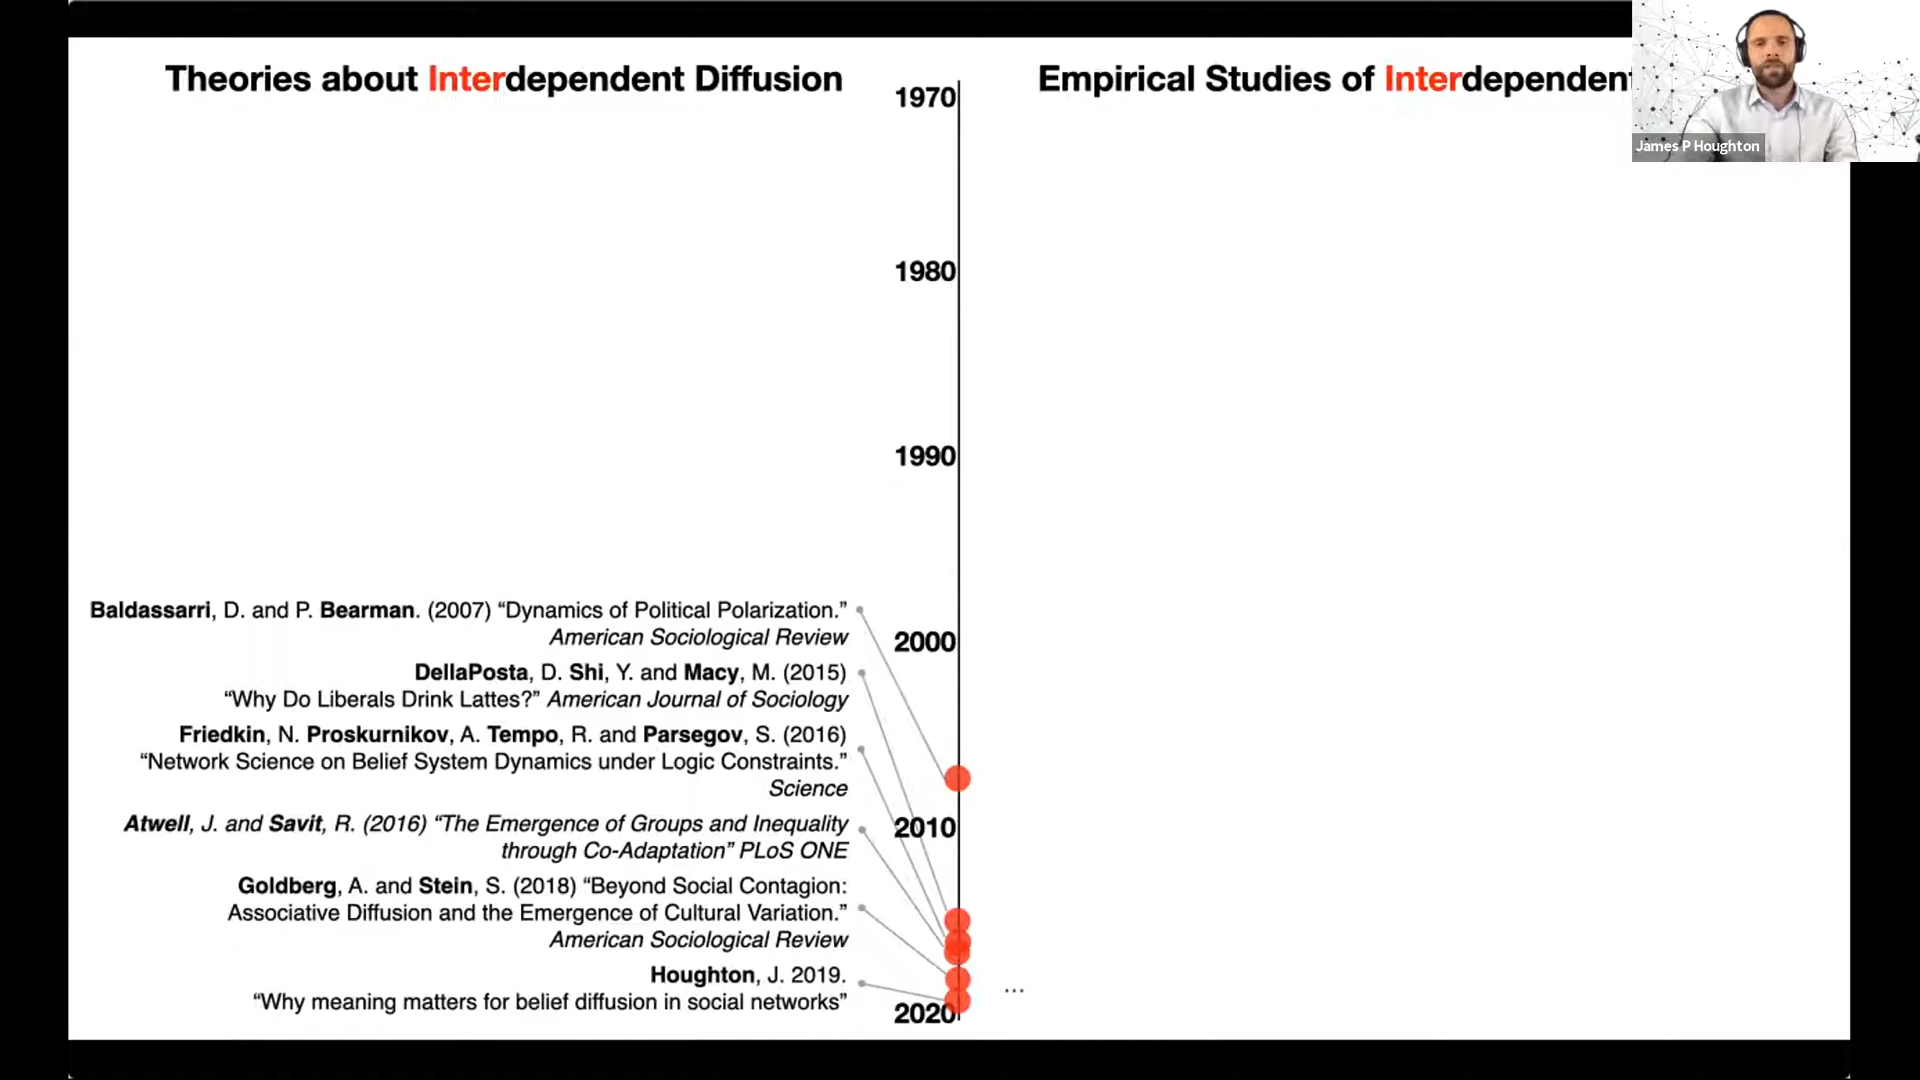 Theories about Interdependent Diffusion
Empirical Studies of Interdependent
James P Houghton
1970
1980
1990
2000
2010
2020
Baldassarri, D. and P. Bearman. (2007) “Dynamics of Political Polarization.”
American Sociological Review
DellaPosta, D. Shi, Y. and Macy, M. (2015)
“Why Do Liberals Drink Lattes?” American Journal of Sociology
Friedkin, N. Proskurnikov, A. Tempo, R. and Parsegov, S. (2016)
“Network Science on Belief System Dynamics under Logic Constraints.”
Science
Atwell, J. and Savit, R. (2016) “The Emergence of Groups and Inequality
through Co-Adaptation” PLoS ONE
Goldberg, A. and Stein, S. (2018) “Beyond Social Contagion:
Associative Diffusion and the Emergence of Cultural Variation.”
American Sociological Review
Houghton, J. 2019.
“Why meaning matters for belief diffusion in social networks”
...